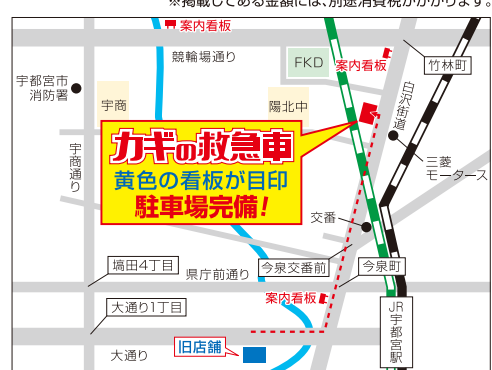 ※掲載してある金額には、別途消費税がかかります。
案内看板
競輪場通り
FKD
案内看板
竹林町
宇都宮市
消防署
宇商
陽北中
白沢街道
カギの救急車
黄色の看板が目印
駐車場完備!
宇商通り
三菱
モータース
交番
塙田4丁目
県庁前通り
今泉交番前
今泉町
案内看板
大通り1丁目
JR宇都宮駅
旧店舗
大通り